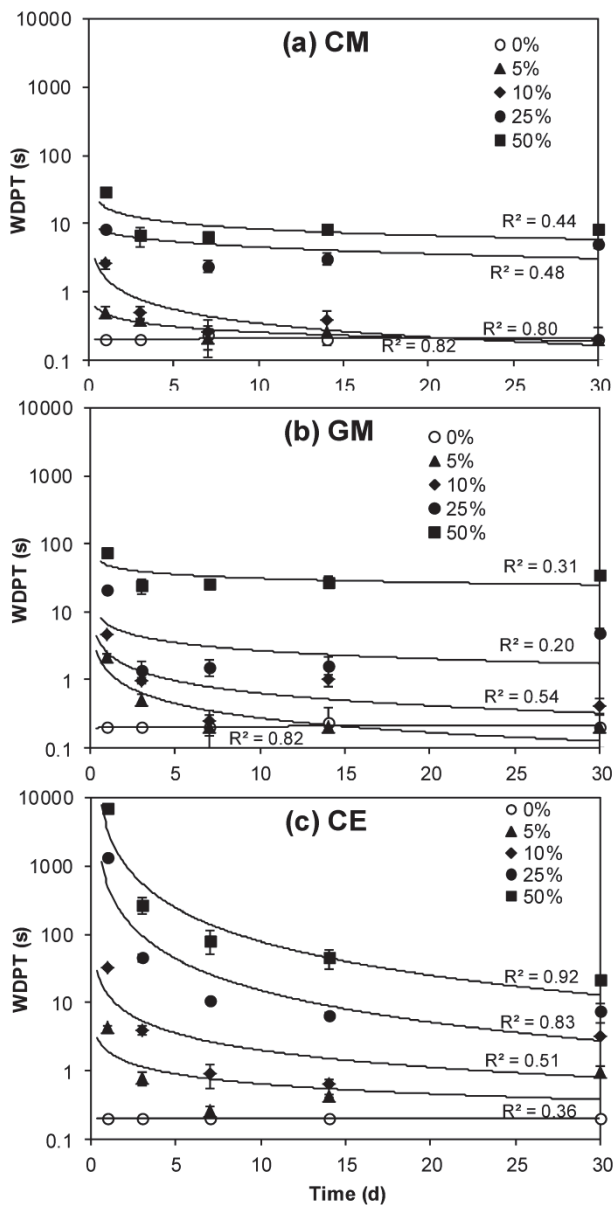 (a) CM
10000
1000
100
10
1
0.1
WDPT (s)
0%
5%
10%
25%
50%
R² = 0.44
R² = 0.48
R² = 0.80
R² = 0.82
0
5
10
15
20
25
30
(b) GM
10000
1000
100
10
1
0.1
WDPT (s)
0%
5%
10%
25%
50%
R² = 0.31
R² = 0.20
R² = 0.54
R² = 0.82
0
5
10
15
20
25
30
(c) CE
10000
1000
100
10
1
0.1
WDPT (s)
0%
5%
10%
25%
50%
R² = 0.92
R² = 0.83
R² = 0.51
R² = 0.36
0
5
10
15
20
25
30
Time (d)